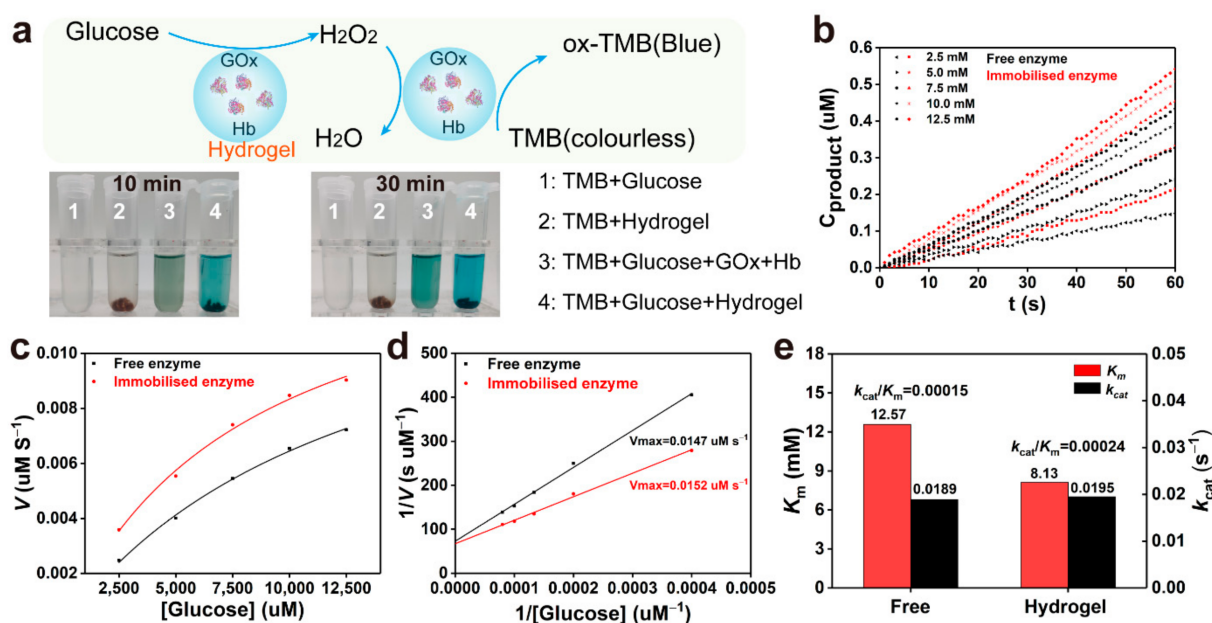 a
Glucose
H2O2
ox-TMB(Blue)
GOx
GOx
Hb
Hb
Hydrogel
H2O
TMB(colourless)
10 min
30 min
1 2 3 4
1 2 3 4
1: TMB+Glucose
2: TMB+Hydrogel
3: TMB+Glucose+GOx+Hb
4: TMB+Glucose+Hydrogel
b
Cproduct (uM)
0.6
0.5
0.4
0.3
0.2
0.1
0.0
2.5 mM
5.0 mM
7.5 mM
10.0 mM
12.5 mM
Free enzyme
Immobilised enzyme
0 10 20 30 40 50 60
t (s)
c
V (uM S⁻¹)
0.010
0.008
0.006
0.004
0.002
Free enzyme
Immobilised enzyme
2,500 5,000 7,500 10,000 12,500
[Glucose] (uM)
d
1/V (s uM⁻¹)
500
400
300
200
100
0
Free enzyme
Immobilised enzyme
Vmax=0.0147 uM s⁻¹
Vmax=0.0152 uM s⁻¹
0.0000 0.0001 0.0002 0.0003 0.0004 0.0005
1/[Glucose] (uM⁻¹)
e
Km (mM)
18
15
12
9
6
3
0
Km
kcat
kcat/Km=0.00015
12.57
0.0189
kcat/Km=0.00024
8.13
0.0195
Free
Hydrogel
0.05
0.04
0.03
0.02
0.01
0.00
kcat (s⁻¹)